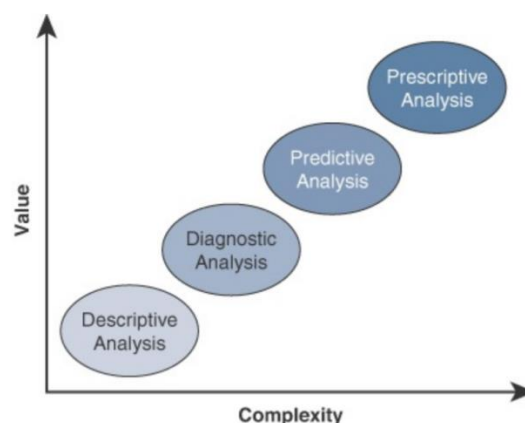 Prescriptive
Analysis
Predictive
Analysis
Diagnostic
Analysis
Descriptive
Analysis
Value
Complexity